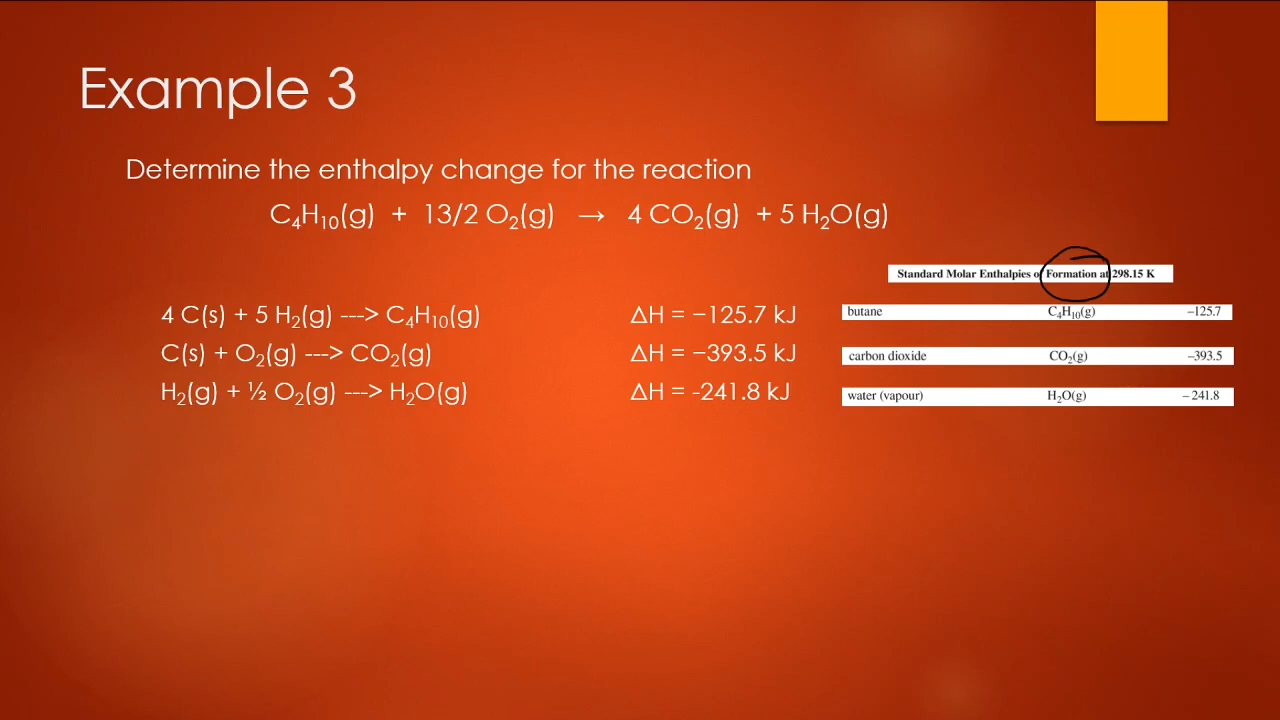 Example 3
Determine the enthalpy change for the reaction
C₄H₁₀(g) + 13/2 O₂(g) → 4 CO₂(g) + 5 H₂O(g)
Standard Molar Enthalpies of Formation at 298.15 K
4 C(s) + 5 H₂(g) ---> C₄H₁₀(g) ΔH = −125.7 kJ
butane C₄H₁₀(g) −125.7
C(s) + O₂(g) ---> CO₂(g) ΔH = −393.5 kJ
carbon dioxide CO₂(g) −393.5
H₂(g) + ½ O₂(g) ---> H₂O(g) ΔH = -241.8 kJ
water (vapour) H₂O(g) −241.8